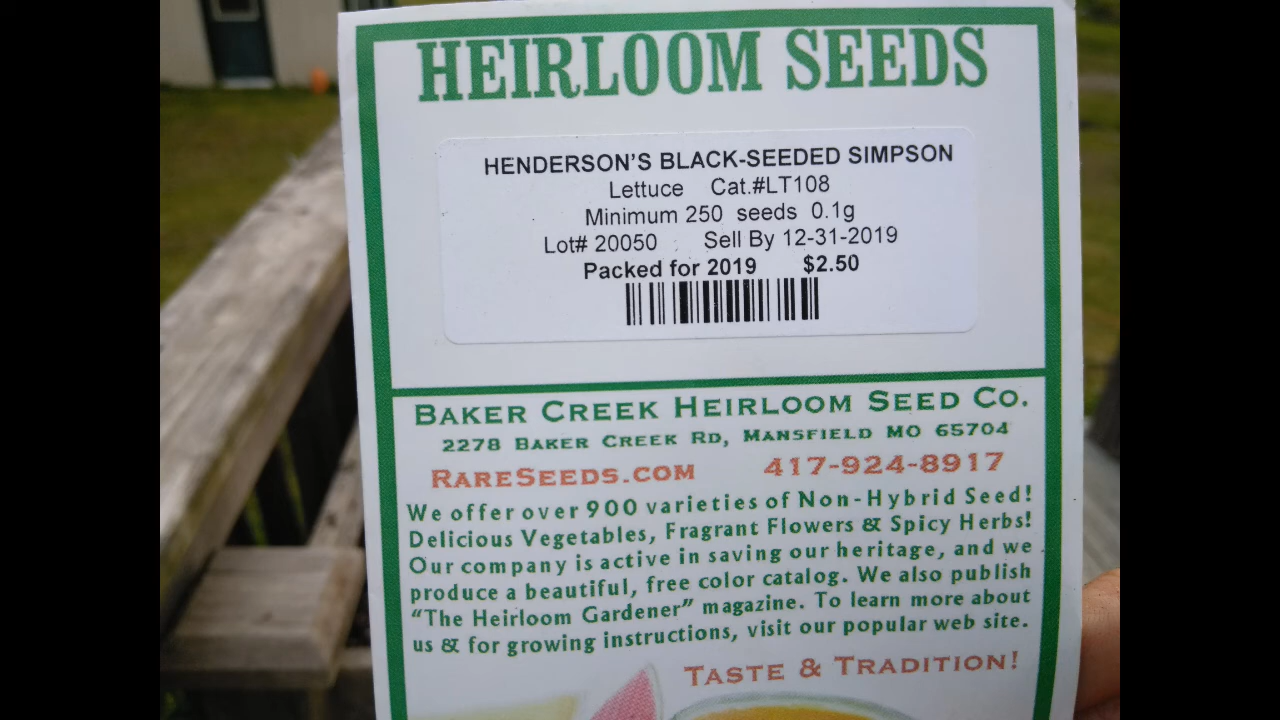 HEIRLOOM SEEDS
HENDERSON'S BLACK-SEEDED SIMPSON
Lettuce Cat.#LT108
Minimum 250 seeds 0.1g
Lot# 20050 Sell By 12-31-2019
Packed for 2019 $2.50
BAKER CREEK HEIRLOOM SEED CO.
2278 BAKER CREEK RD, MANSFIELD MO 65704
RARESEEDS.COM 417-924-8917
We offer over 900 varieties of Non-Hybrid Seed!
Delicious Vegetables, Fragrant Flowers & Spicy Herbs!
Our company is active in saving our heritage, and we
produce a beautiful, free color catalog. We also publish
"The Heirloom Gardener" magazine. To learn more about
us & for growing instructions, visit our popular web site.
TASTE & TRADITION!